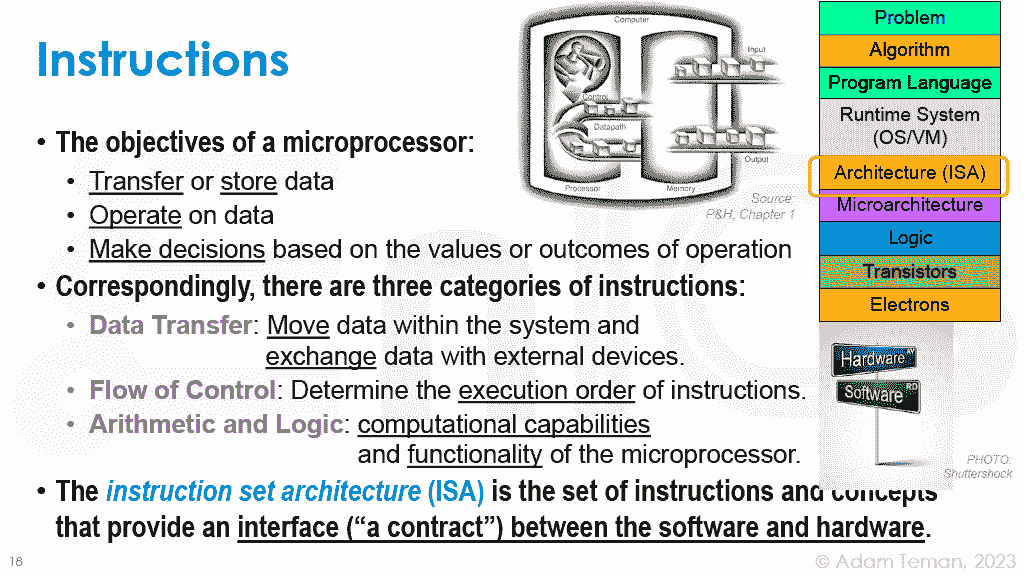 Instructions
• The objectives of a microprocessor:
• Transfer or store data
• Operate on data
• Make decisions based on the values or outcomes of operation
• Correspondingly, there are three categories of instructions:
• Data Transfer: Move data within the system and
exchange data with external devices.
• Flow of Control: Determine the execution order of instructions.
• Arithmetic and Logic: computational capabilities
and functionality of the microprocessor.
• The instruction set architecture (ISA) is the set of instructions and concepts
that provide an interface (“a contract”) between the software and hardware.
Computer
Control
Datapath
Processor
Memory
Input
Output
Source:
P&H, Chapter 1
Problem
Algorithm
Program Language
Runtime System
(OS/VM)
Architecture (ISA)
Microarchitecture
Logic
Transistors
Electrons
Hardware AY
Software RD
PHOTO:
Shuttershock
18
© Adam Teman, 2023